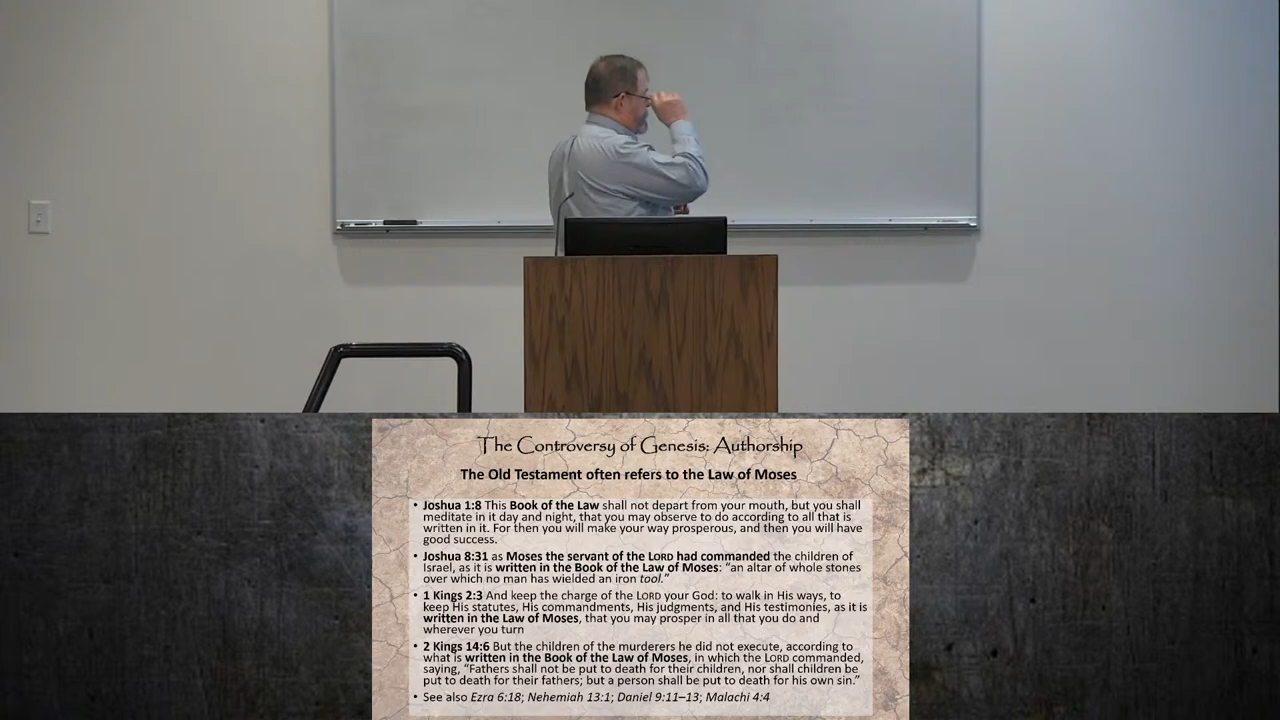 The Controversy of Genesis: Authorship
The Old Testament often refers to the Law of Moses
• Joshua 1:8 This Book of the Law shall not depart from your mouth, but you shall
meditate in it day and night, that you may observe to do according to all that is
written in it. For then you will make your way prosperous, and then you will have
good success.
• Joshua 8:31 as Moses the servant of the LORD had commanded the children of
Israel, as it is written in the Book of the Law of Moses: “an altar of whole stones
over which no man has wielded an iron tool.”
• 1 Kings 2:3 And keep the charge of the LORD your God: to walk in His ways, to
keep His statutes, His commandments, His judgments, and His testimonies, as it is
written in the Law of Moses, that you may prosper in all that you do and
wherever you turn
• 2 Kings 14:6 But the children of the murderers he did not execute, according to
what is written in the Book of the Law of Moses, in which the LORD commanded,
saying, “Fathers shall not be put to death for their children, nor shall children be
put to death for their fathers; but a person shall be put to death for his own sin.”
• See also Ezra 6:18; Nehemiah 13:1; Daniel 9:11–13; Malachi 4:4